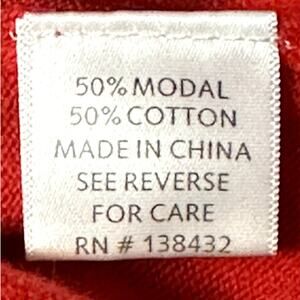 50% MODAL
50% COTTON
MADE IN CHINA
SEE REVERSE
FOR CARE
RN # 138432